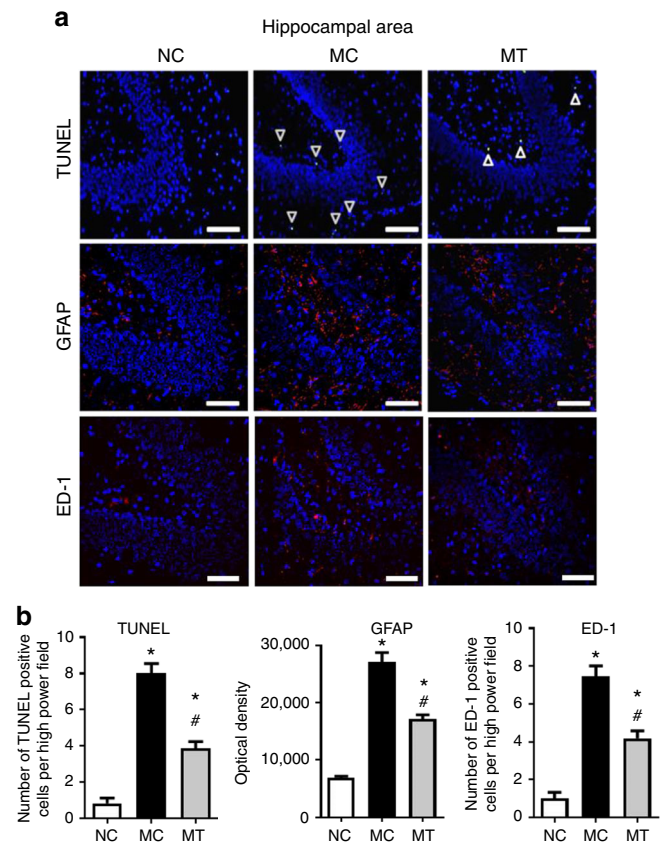 a
Hippocampal area
NC MC MT
TUNEL
GFAP
ED-1
b
TUNEL
Number of TUNEL positive
cells per high power field
10
8
6
4
2
0
*
*
#
NC MC MT
GFAP
Optical density
30,000
20,000
10,000
0
*
*
#
NC MC MT
ED-1
Number of ED-1 positive
cells per high power field
10
8
6
4
2
0
*
*
#
NC MC MT